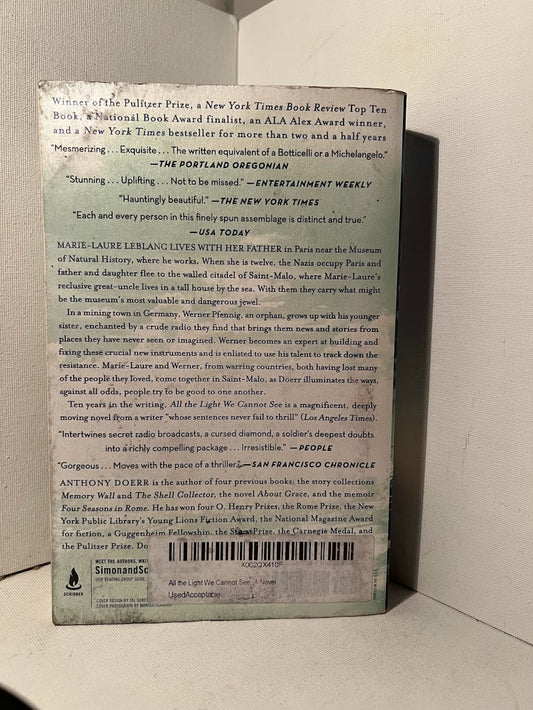 Winner of the Pulitzer Prize, a New York Times Book Review Top Ten
Book, a National Book Award finalist, an ALA Alex Award winner,
and a New York Times bestseller for more than two and a half years
“Mesmerizing . . . Exquisite . . . The written equivalent of a Botticelli or a Michelangelo.”
—THE PORTLAND OREGONIAN
“Stunning . . . Uplifting . . . Not to be missed.” —ENTERTAINMENT WEEKLY
“Hauntingly beautiful.” —THE NEW YORK TIMES
“Each and every person in this finely spun assemblage is distinct and true.”
—USA TODAY
MARIE-LAURE LEBLANC LIVES WITH HER FATHER in Paris near the Museum
of Natural History, where he works. When she is twelve, the Nazis occupy Paris and
father and daughter flee to the walled citadel of Saint-Malo, where Marie-Laure’s
reclusive great-uncle lives in a tall house by the sea. With them they carry what might
be the museum’s most valuable and dangerous jewel.
In a mining town in Germany, Werner Pfennig, an orphan, grows up with his younger
sister, enchanted by a crude radio they find that brings them news and stories from
places they have never seen or imagined. Werner becomes an expert at building and
fixing these crucial new instruments and is enlisted to use his talent to track down the
resistance. Marie-Laure and Werner, from warring countries, both having lost many
of the people they loved, come together in Saint-Malo, as Doerr illuminates the ways,
against all odds, people try to be good to one another.
Ten years in the writing, All the Light We Cannot See is a magnificent, deeply
moving novel from a writer “whose sentences never fail to thrill” (Los Angeles Times).
“Intertwines secret radio broadcasts, a cursed diamond, a soldier’s deepest doubts
into a richly compelling package . . . Irresistible.” —PEOPLE
“Gorgeous . . . Moves with the pace of a thriller.” —SAN FRANCISCO CHRONICLE
ANTHONY DOERR is the author of four previous books; the story collections
Memory Wall and The Shell Collector, the novel About Grace, and the memoir
Four Seasons in Rome. He has won four O. Henry Prizes, the Rome Prize, the New
York Public Library’s Young Lions Fiction Award, the National Magazine Award
for fiction, a Guggenheim Fellowship, the Story Prize, the Carnegie Medal, and
the Pulitzer Prize. Do
MEET THE AUTHORS, WAT
SimonandSc
FOR READING GROUP GUIDE
SCRIBNER
COVER DESIGN BY TAL GORE
COVER PHOTOGRAPH BY
All the Light We Cannot See: A Novel
UsedAcceptable